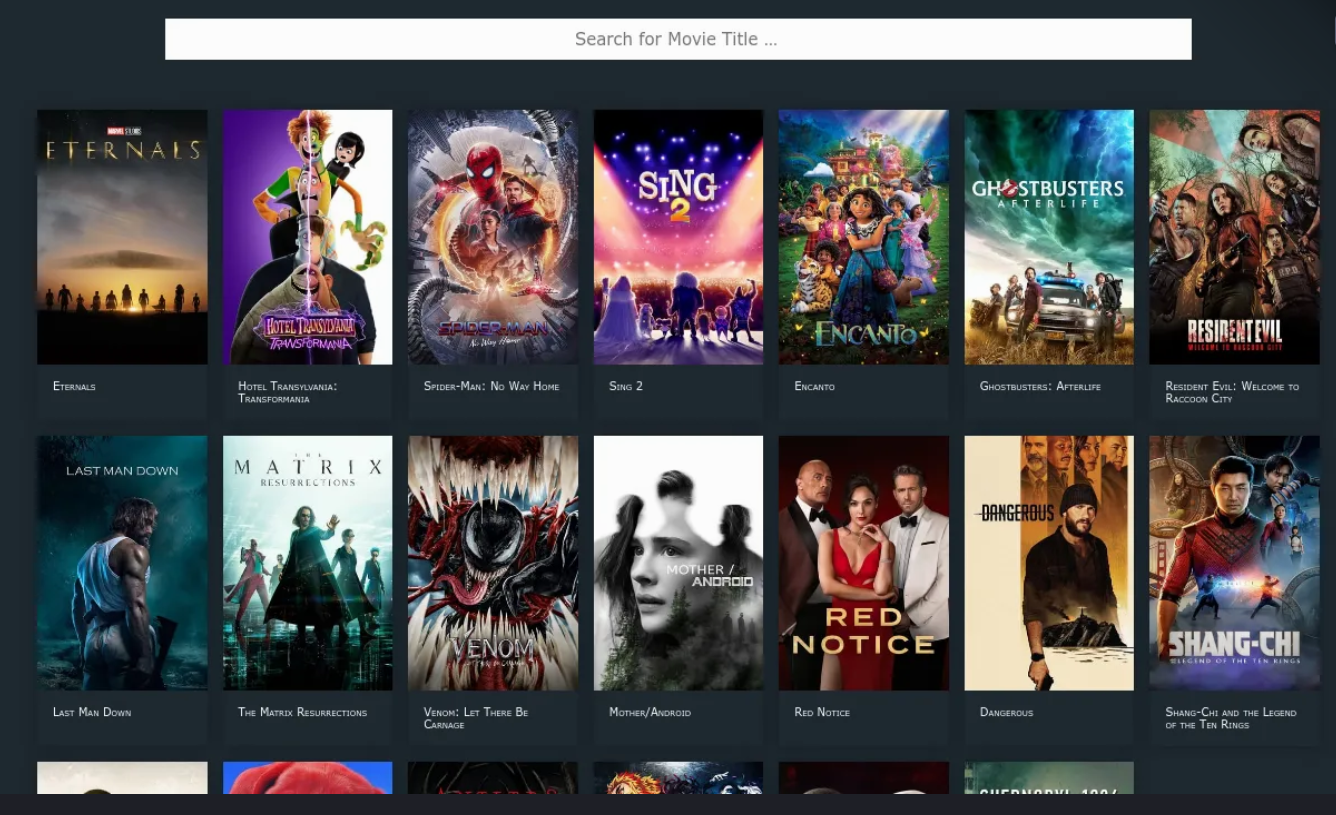 Search for Movie Title ...
MARVEL STUDIOS
ETERNALS
HOTEL TRANSYLVANIA
TRANSFORMANIA
SPIDER-MAN
No Way Home
SING
2
ENCANTO
GHOSTBUSTERS
AFTERLIFE
R.P.D.
RESIDENT EVIL
WELCOME TO RACCOON CITY
Eternals
Hotel Transylvania:
Transformania
Spider-Man: No Way Home
Sing 2
Encanto
Ghostbusters: Afterlife
Resident Evil: Welcome to
Raccoon City
LAST MAN DOWN
THE
MATRIX
RESURRECTIONS
VENOM
LET THERE BE CARNAGE
MOTHER /
ANDROID
RED
NOTICE
DANGEROUS
SHANG-CHI
LEGEND OF THE TEN RINGS
Last Man Down
The Matrix Resurrections
Venom: Let There Be
Carnage
Mother/Android
Red Notice
Dangerous
Shang-Chi and the Legend
of the Ten Rings
CHERNOBYL 1986